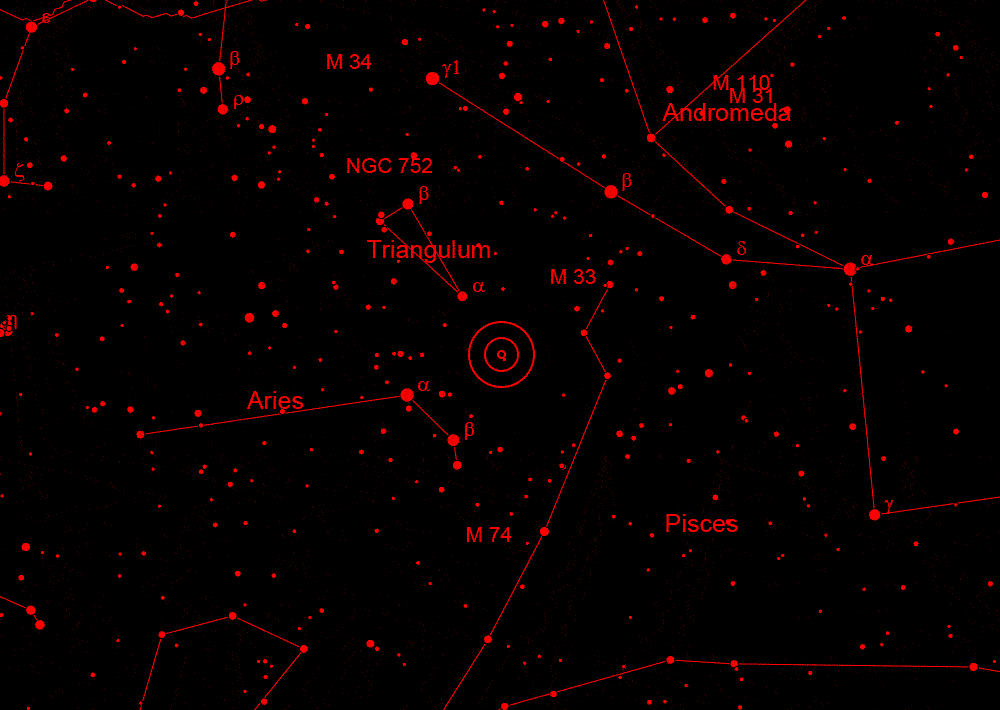 ε
β
M 34
γ1
ρ
M 110
M 31
Andromeda
NGC 752
ζ
β
β
Triangulum
δ
α
M 33
α
η
α
Aries
β
γ
Pisces
M 74